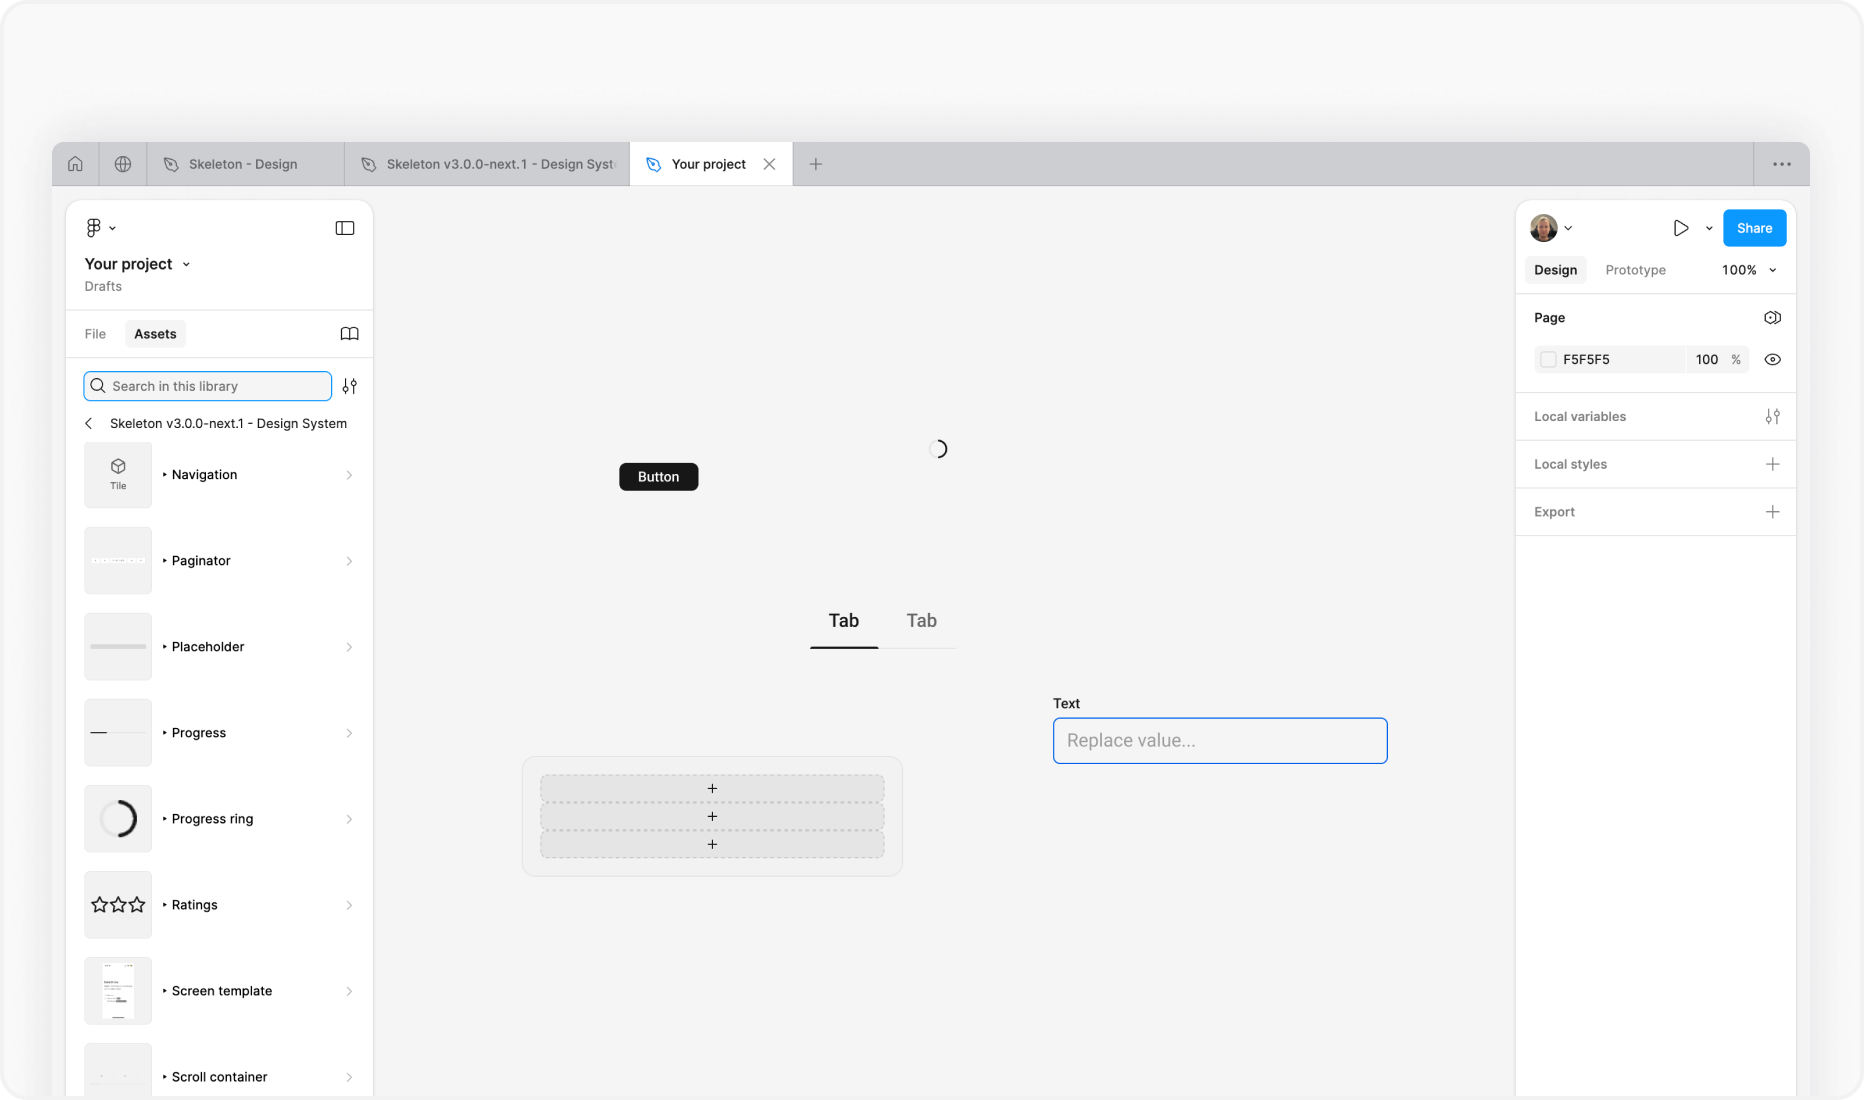 Skeleton - Design
Skeleton v3.0.0-next.1 - Design Syst
Your project
Your project
Drafts
File
Assets
Search in this library
Skeleton v3.0.0-next.1 - Design System
Tile
Navigation
Paginator
Placeholder
Progress
Progress ring
Ratings
Screen template
Scroll container
Button
Tab
Tab
Text
Replace value...
Share
Design
Prototype
100%
Page
F5F5F5
100 %
Local variables
Local styles
Export